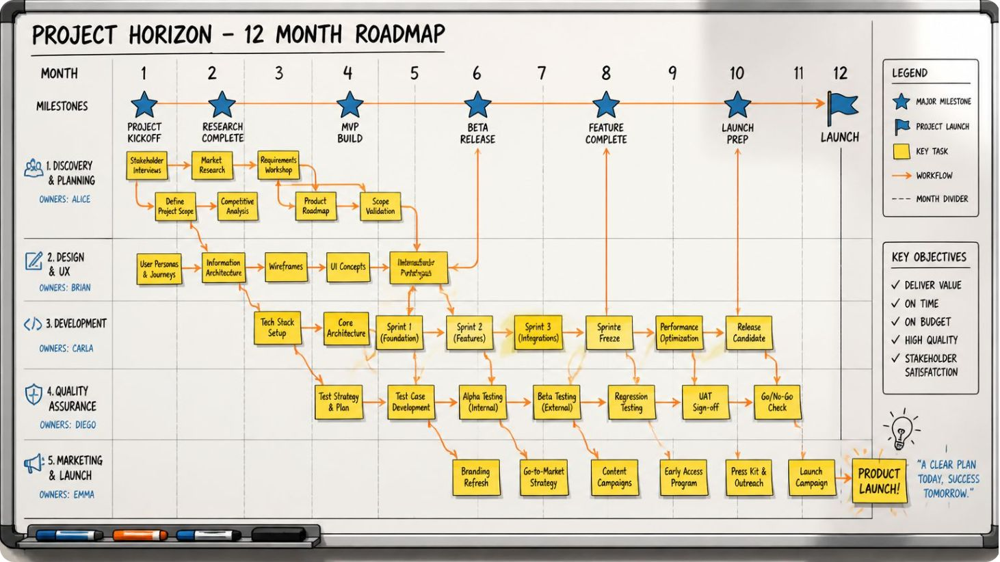 PROJECT HORIZON – 12 MONTH ROADMAP
MONTH
1
2
3
4
5
6
7
8
9
10
11
12
MILESTONES
PROJECT
KICKOFF
RESEARCH
COMPLETE
MVP
BUILD
BETA
RELEASE
FEATURE
COMPLETE
LAUNCH
PREP
LAUNCH
1. DISCOVERY
& PLANNING
OWNERS: ALICE
Stakeholder
Interviews
Market
Research
Requirements
Workshop
Define
Project Scope
Competitive
Analysis
Product
Roadmap
Scope
Validation
2. DESIGN
& UX
OWNERS: BRIAN
User Personas
& Journeys
Information
Architecture
Wireframes
UI Concepts
3. DEVELOPMENT
OWNERS: CARLA
Tech Stack
Setup
Core
Architecture
Sprint 1
(Foundation)
Sprint 2
(Features)
Sprint 3
(Integrations)
Sprinte
Freeze
Performance
Optimization
Release
Candidate
4. QUALITY
ASSURANCE
OWNERS: DIEGO
Test Strategy
& Plan
Test Case
Development
Alpha Testing
(Internal)
Beta Testing
(External)
Regression
Testing
UAT
Sign-off
Go/No-Go
Check
5. MARKETING
& LAUNCH
OWNERS: EMMA
Branding
Refresh
Go-to-Market
Strategy
Content
Campaigns
Early Access
Program
Press Kit &
Outreach
Launch
Campaign
PRODUCT
LAUNCH!
LEGEND
MAJOR MILESTONE
PROJECT LAUNCH
KEY TASK
WORKFLOW
MONTH DIVIDER
KEY OBJECTIVES
✓ DELIVER VALUE
✓ ON TIME
✓ ON BUDGET
✓ HIGH QUALITY
✓ STAKEHOLDER
SATISFATCTION
"A CLEAR PLAN
TODAY, SUCCESS
TOMORROW."